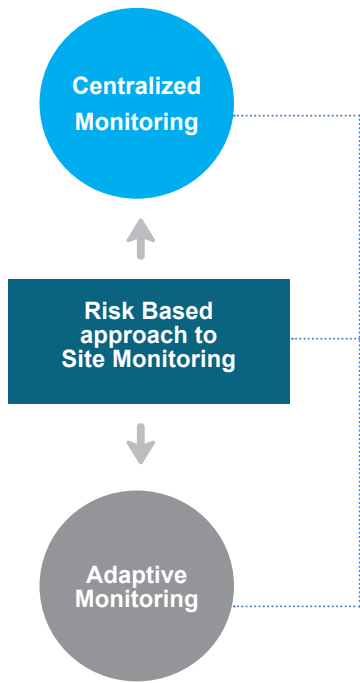 Centralized
Monitoring
Risk Based
approach to
Site Monitoring
Adaptive
Monitoring